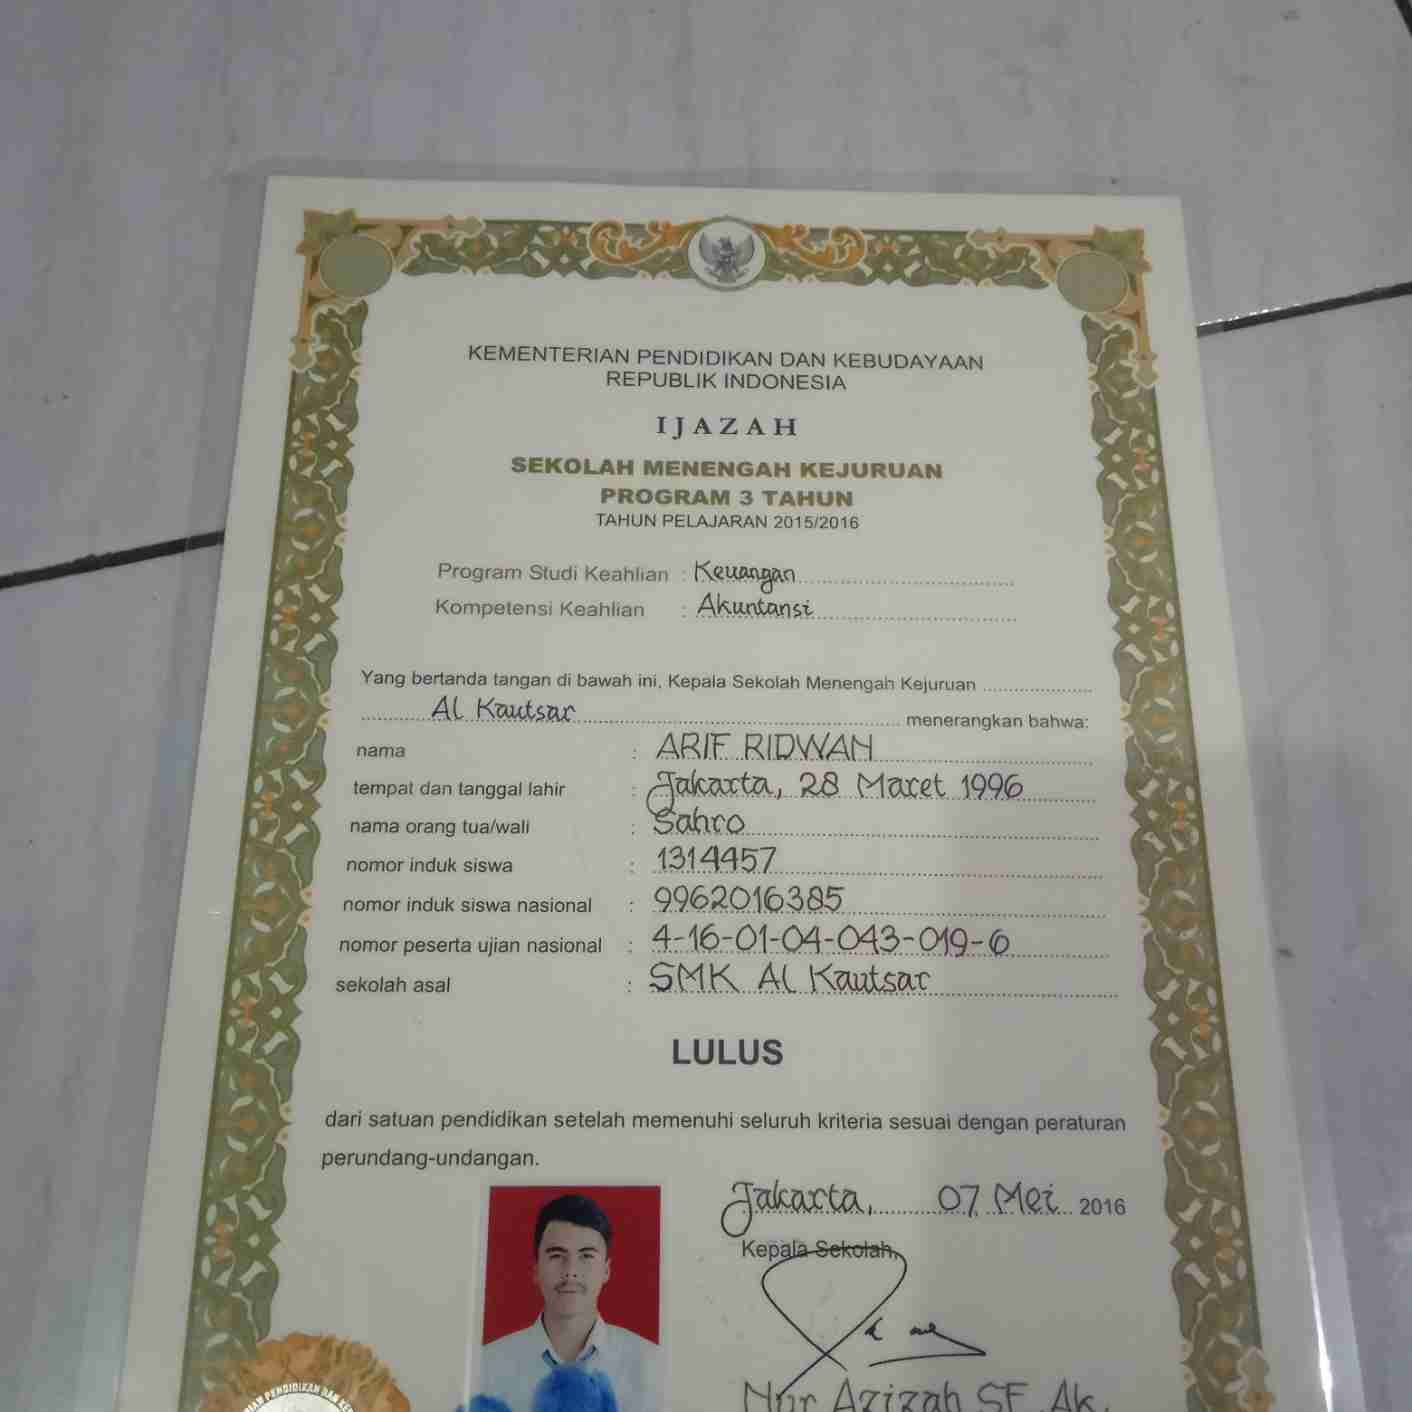 KEMENTERIAN PENDIDIKAN DAN KEBUDAYAAN
REPUBLIK INDONESIA
IJAZAH
SEKOLAH MENENGAH KEJURUAN
PROGRAM 3 TAHUN
TAHUN PELAJARAN 2015/2016
Program Studi Keahlian : Keuangan
Kompetensi Keahlian : Akuntansi
Yang bertanda tangan di bawah ini, Kepala Sekolah Menengah Kejuruan
Al Kautsar menerangkan bahwa:
nama : ARIF RIDWAN
tempat dan tanggal lahir : Jakarta, 28 Maret 1996
nama orang tua/wali : Sahro
nomor induk siswa : 1314457
nomor induk siswa nasional : 9962016385
nomor peserta ujian nasional : 4-16-01-04-043-019-6
sekolah asal : SMK Al Kautsar
LULUS
dari satuan pendidikan setelah memenuhi seluruh kriteria sesuai dengan peraturan
perundang-undangan.
Jakarta, 07 Mei 2016
Kepala Sekolah,
Nur Azizah SE. Ak.
PENDIDIKAN DAN